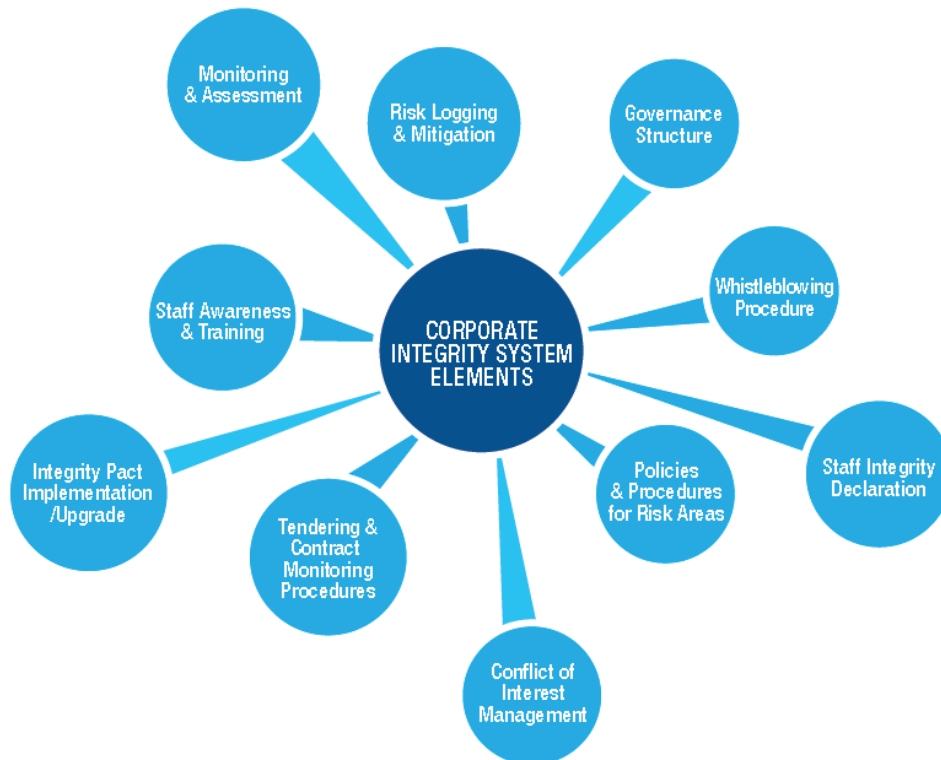 Monitoring
& Assessment
Risk Logging
& Mitigation
Governance
Structure
Whistleblowing
Procedure
Staff Awareness
& Training
CORPORATE
INTEGRITY SYSTEM
ELEMENTS
Integrity Pact
Implementation
/Upgrade
Tendering &
Contract
Monitoring
Procedures
Policies
& Procedures
for Risk Areas
Staff Integrity
Declaration
Conflict of
Interest
Management